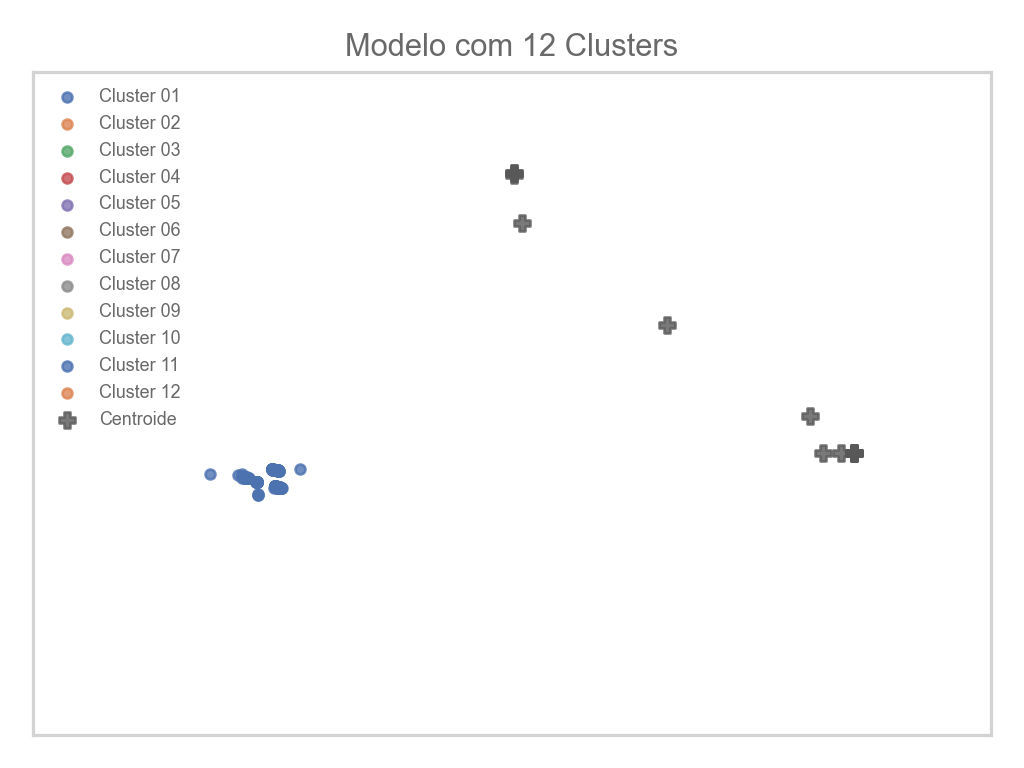 Modelo com 12 Clusters
Cluster 01
Cluster 02
Cluster 03
Cluster 04
Cluster 05
Cluster 06
Cluster 07
Cluster 08
Cluster 09
Cluster 10
Cluster 11
Cluster 12
Centroide